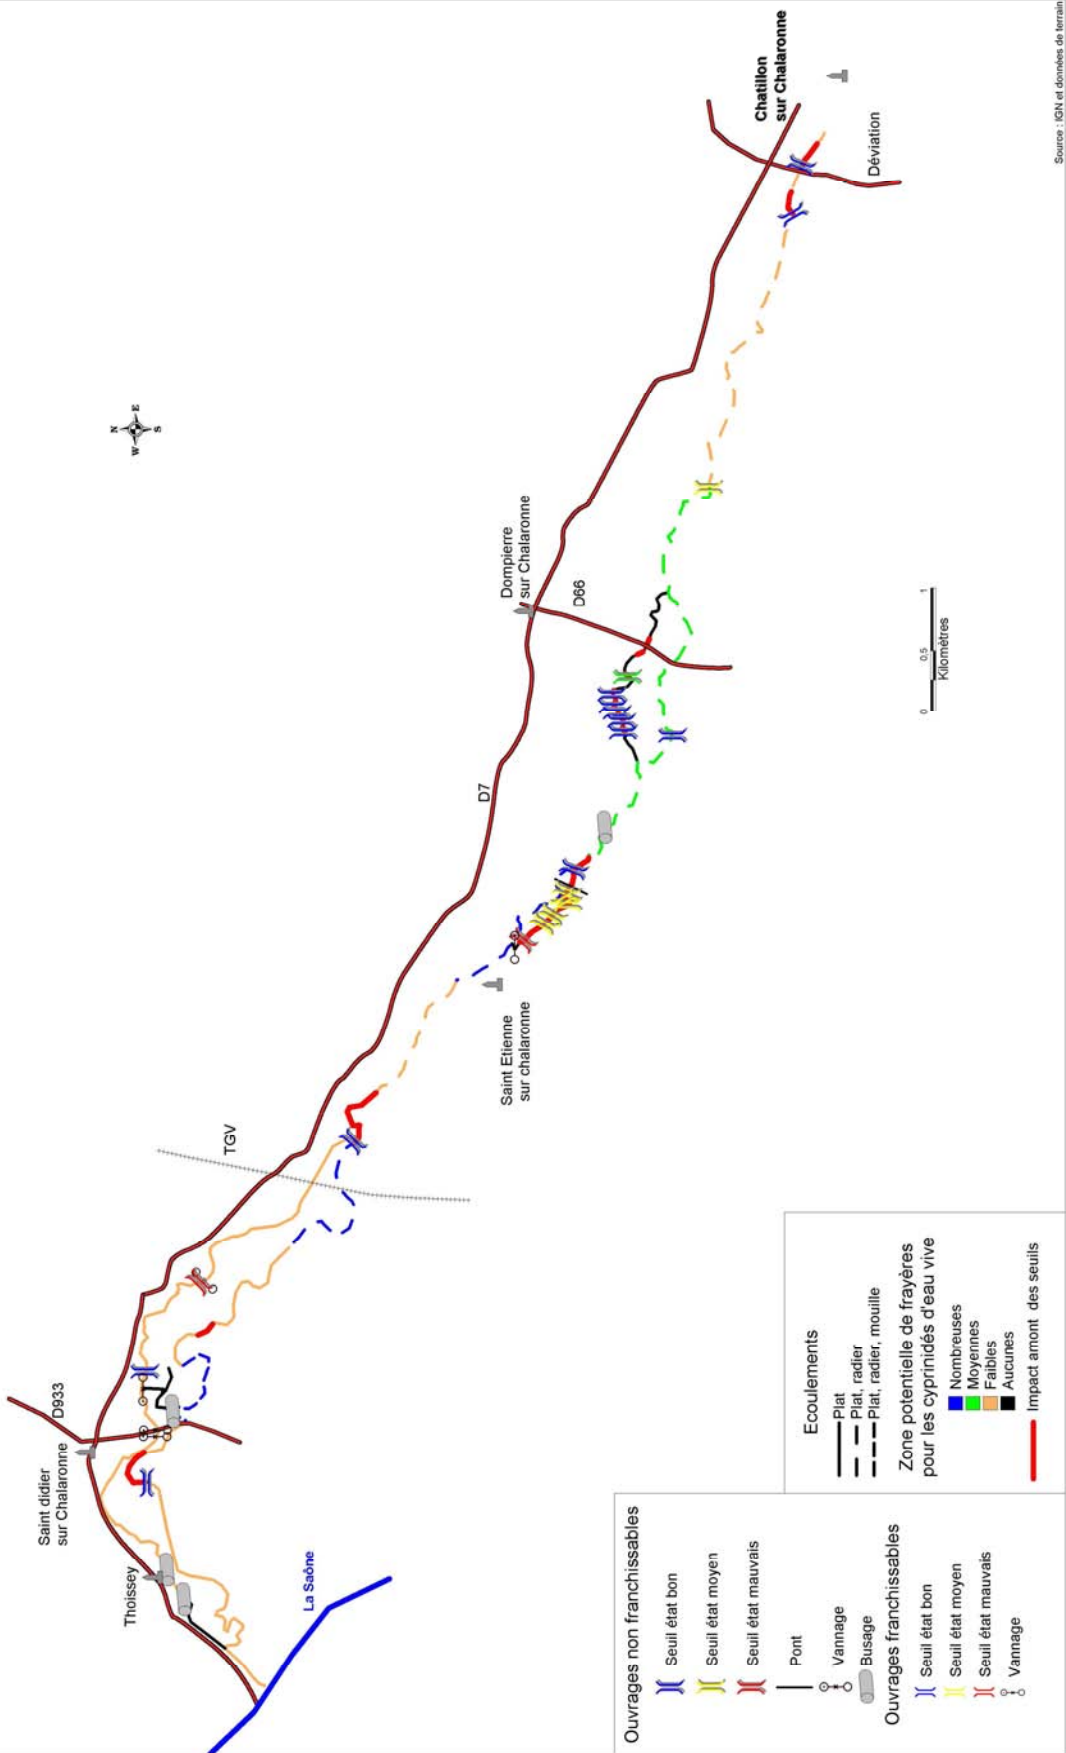 Chatillon
sur Chalaronne
Déviation
N
W
E
S
Dompierre
sur Chalaronne
D66
0
0.5
1
Kilomètres
D7
Saint Etienne
sur chalaronne
TGV
D933
Saint didier
sur Chalaronne
Thoissey
La Saône
Ouvrages non franchissables
Seuil état bon
Seuil état moyen
Seuil état mauvais
Pont
Vannage
Busage
Ouvrages franchissables
Seuil état bon
Seuil état moyen
Seuil état mauvais
Vannage
Ecoulements
Plat
Plat, radier
Plat, radier, mouille
Zone potentielle de frayères
pour les cyprinidés d'eau vive
Nombreuses
Moyennes
Faibles
Aucunes
Impact amont des seuils
Source : IGN et données de terrain